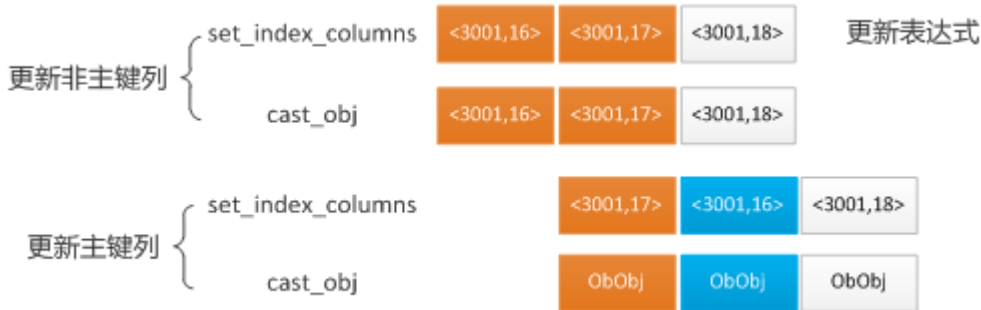 set_index_columns <3001,16> <3001,17> <3001,18> 更新表达式
更新非主键列
cast_obj <3001,16> <3001,17> <3001,18>
set_index_columns <3001,17> <3001,16> <3001,18>
更新主键列
cast_obj ObObj ObObj ObObj